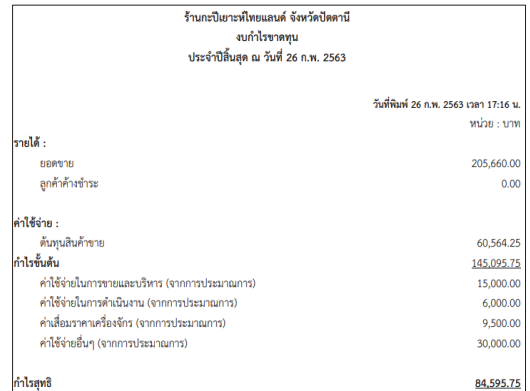 ร้านกะปิเยาะห์ไทยแลนด์ จังหวัดปัตตานี
งบกำไรขาดทุน
ประจำปีสิ้นสุด ณ วันที่ 26 ก.พ. 2563
วันที่พิมพ์ 26 ก.พ. 2563 เวลา 17:16 น.
หน่วย : บาท
รายได้ :
ยอดขาย 205,660.00
ลูกค้าค้างชำระ 0.00
ค่าใช้จ่าย :
ต้นทุนสินค้าขาย 60,564.25
กำไรขั้นต้น 145,095.75
ค่าใช้จ่ายในการขายและบริหาร (จากการประมาณการ) 15,000.00
ค่าใช้จ่ายในการดำเนินงาน (จากการประมาณการ) 6,000.00
ค่าเสื่อมราคาเครื่องจักร (จากการประมาณการ) 9,500.00
ค่าใช้จ่ายอื่นๆ (จากการประมาณการ) 30,000.00
กำไรสุทธิ 84,595.75